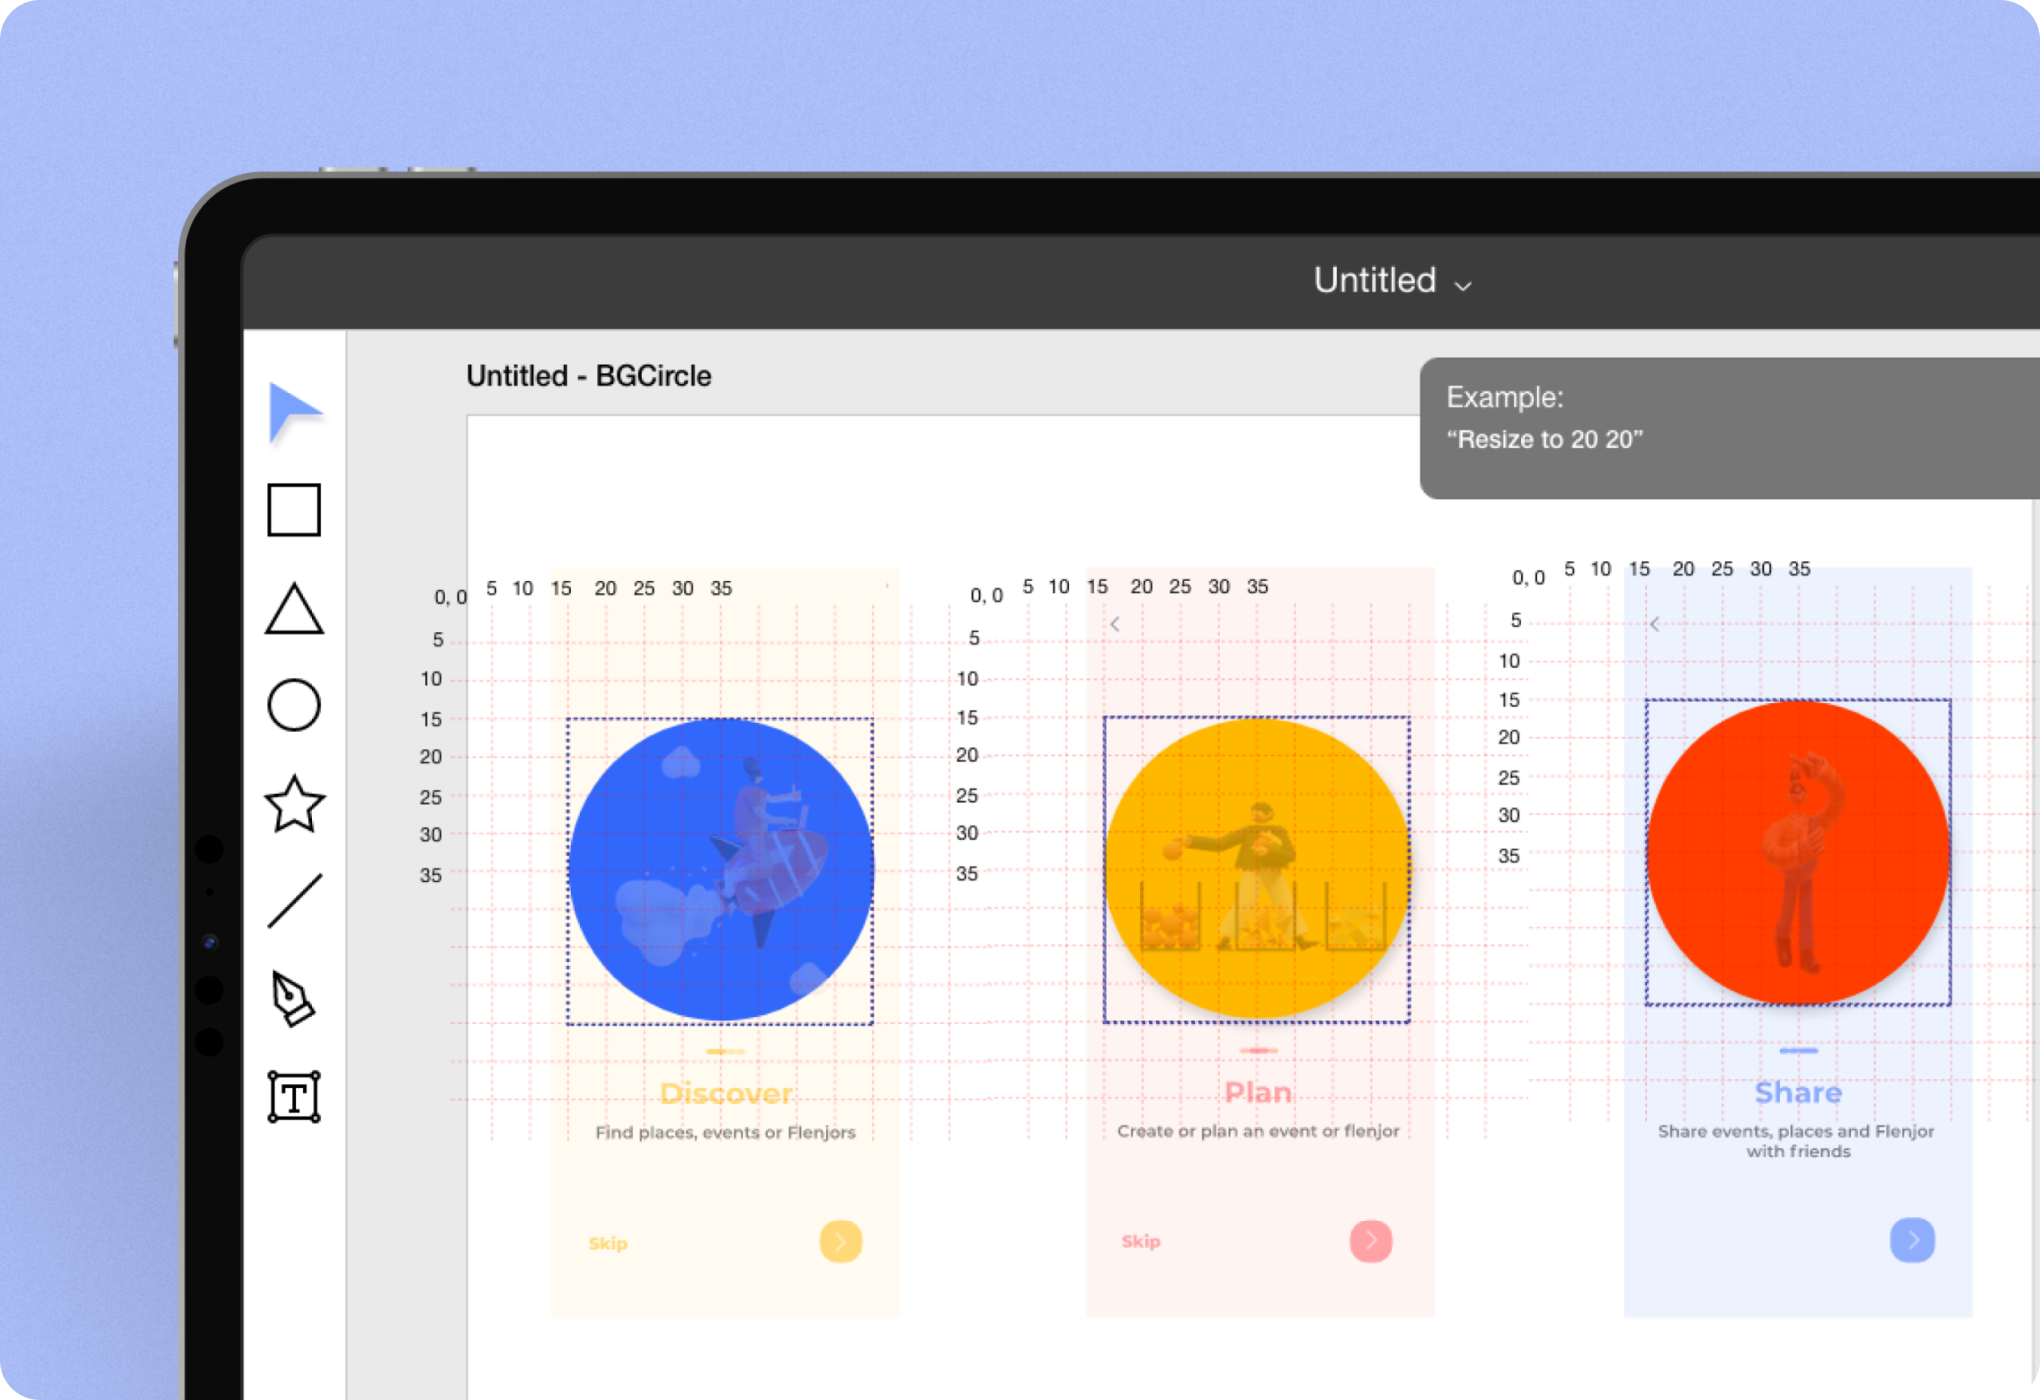 Untitled
Untitled - BGCircle
Example:
“Resize to 20 20”
0, 0 5 10 15 20 25 30 35
5
10
15
20
25
30
35
0, 0 5 10 15 20 25 30 35
5
10
15
20
25
30
35
0, 0 5 10 15 20 25 30 35
5
10
15
20
25
30
35
T
Discover
Find places, events or Flenjors
Skip
Plan
Create or plan an event or flenjor
Skip
Share
Share events, places and Flenjor
with friends